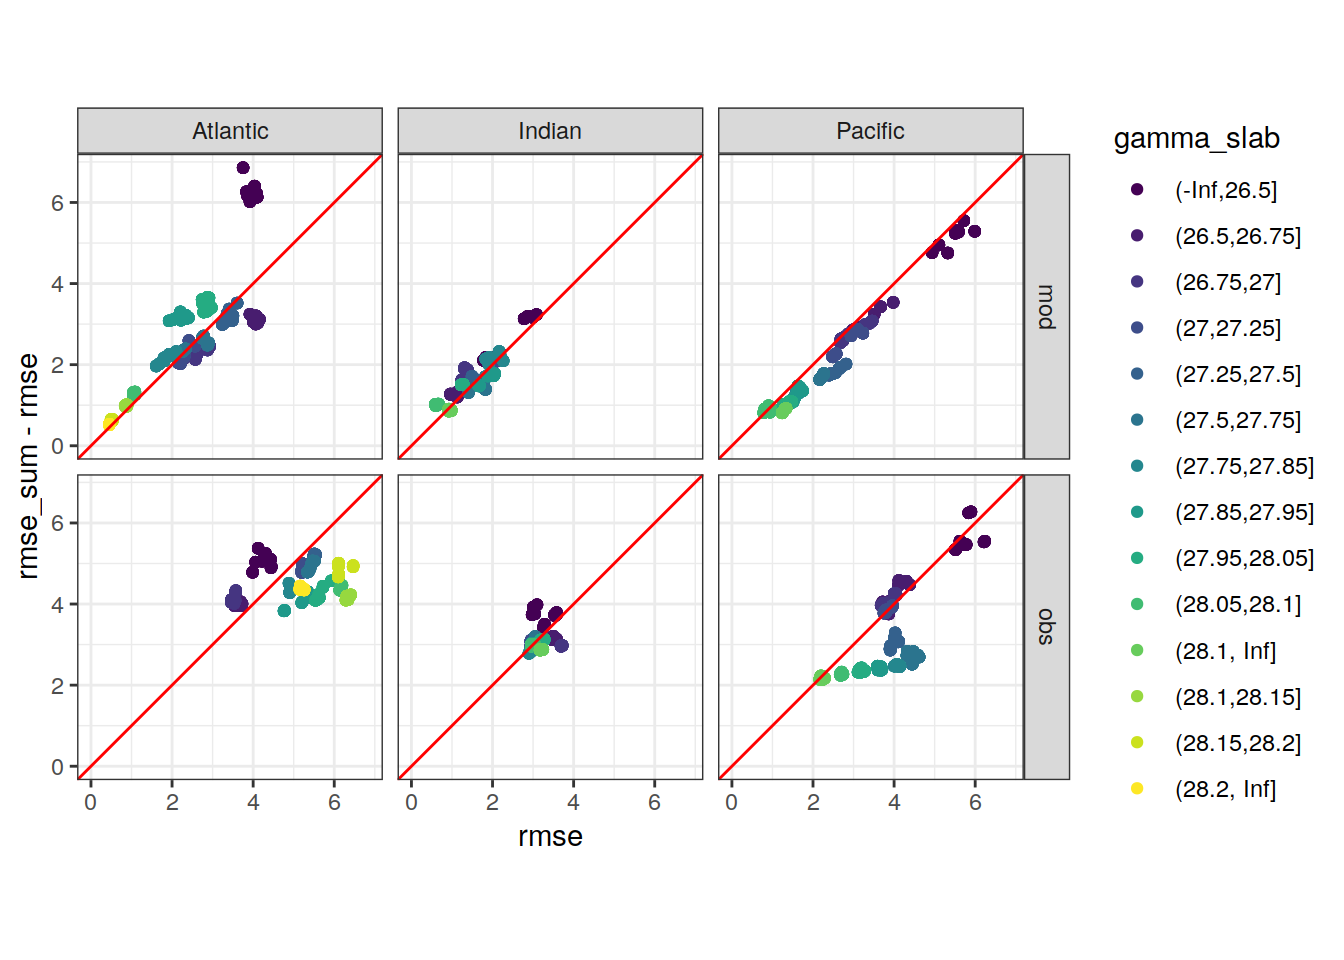 Atlantic Indian Pacific
6
4
2
0
mod
6
4
2
0
obs
0 2 4 6 0 2 4 6 0 2 4 6
rmse
rmse_sum - rmse
gamma_slab
(-Inf,26.5]
(26.5,26.75]
(26.75,27]
(27,27.25]
(27.25,27.5]
(27.5,27.75]
(27.75,27.85]
(27.85,27.95]
(27.95,28.05]
(28.05,28.1]
(28.1, Inf]
(28.1,28.15]
(28.15,28.2]
(28.2, Inf]